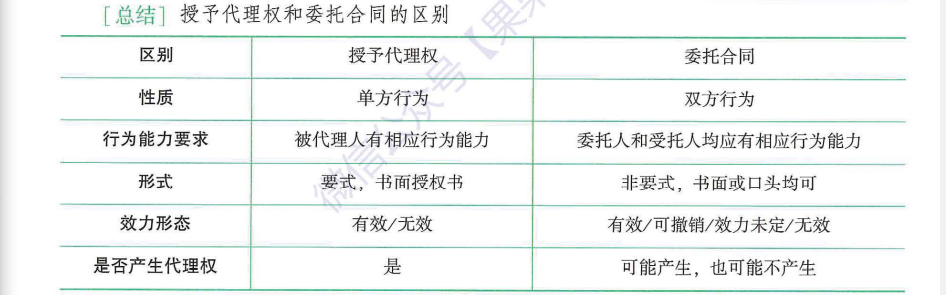 [总结] 授予代理权和委托合同的区别
区别 授予代理权 委托合同
性质 单方行为 双方行为
行为能力要求 被代理人有相应行为能力 委托人和受托人均应有相应行为能力
形式 要式，书面授权书 非要式，书面或口头均可
效力形态 有效/无效 有效/可撤销/效力未定/无效
是否产生代理权 是 可能产生，也可能不产生
微信公众号【果